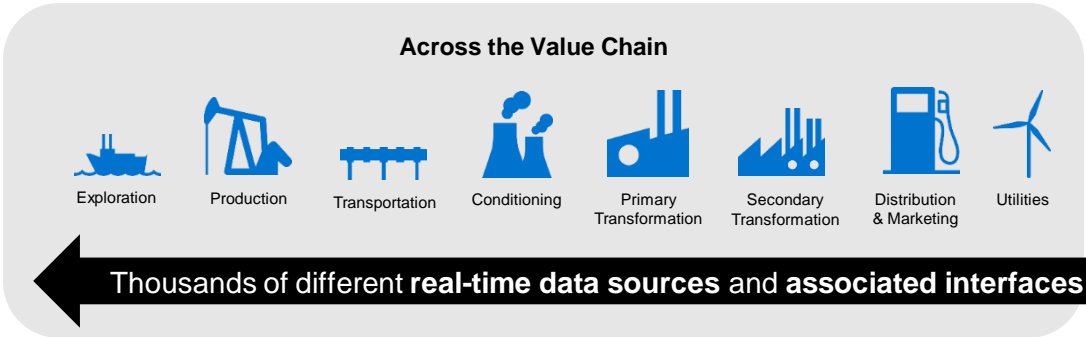 Across the Value Chain
Exploration
Production
Transportation
Conditioning
Primary
Transformation
Secondary
Transformation
Distribution
& Marketing
Utilities
Thousands of different real-time data sources and associated interfaces